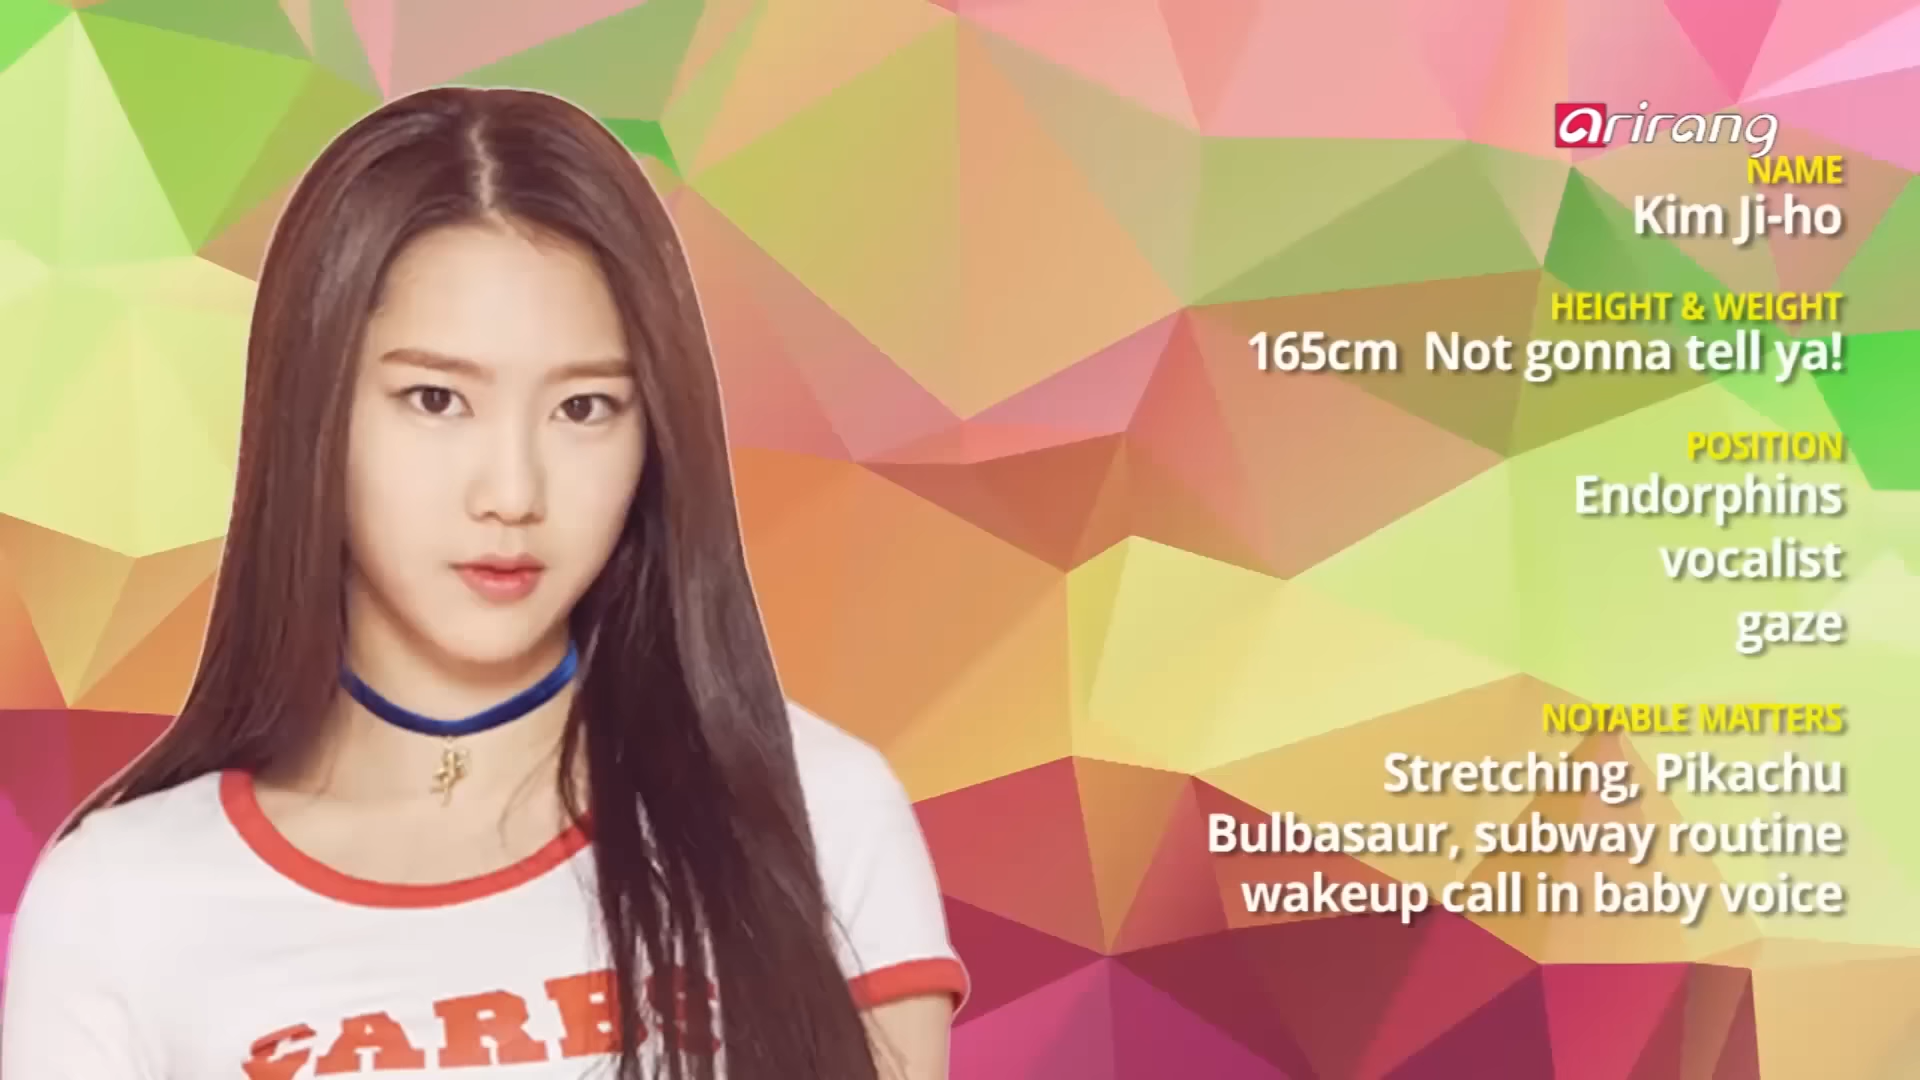 arirang
NAME
Kim Ji-ho
HEIGHT & WEIGHT
165cm Not gonna tell ya!
POSITION
Endorphins
vocalist
gaze
NOTABLE MATTERS
Stretching, Pikachu
Bulbasaur, subway routine
wakeup call in baby voice
CARBS